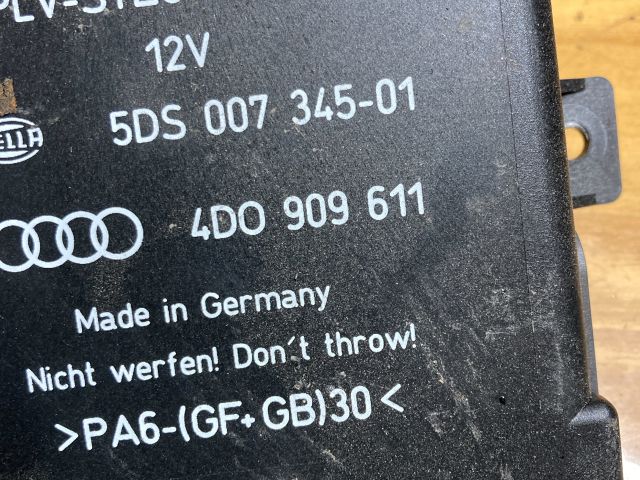 12V
5DS 007 345-01
4D0 909 611
Made in Germany
Nicht werfen! Don't throw!
>PA6-(GF+GB)30<